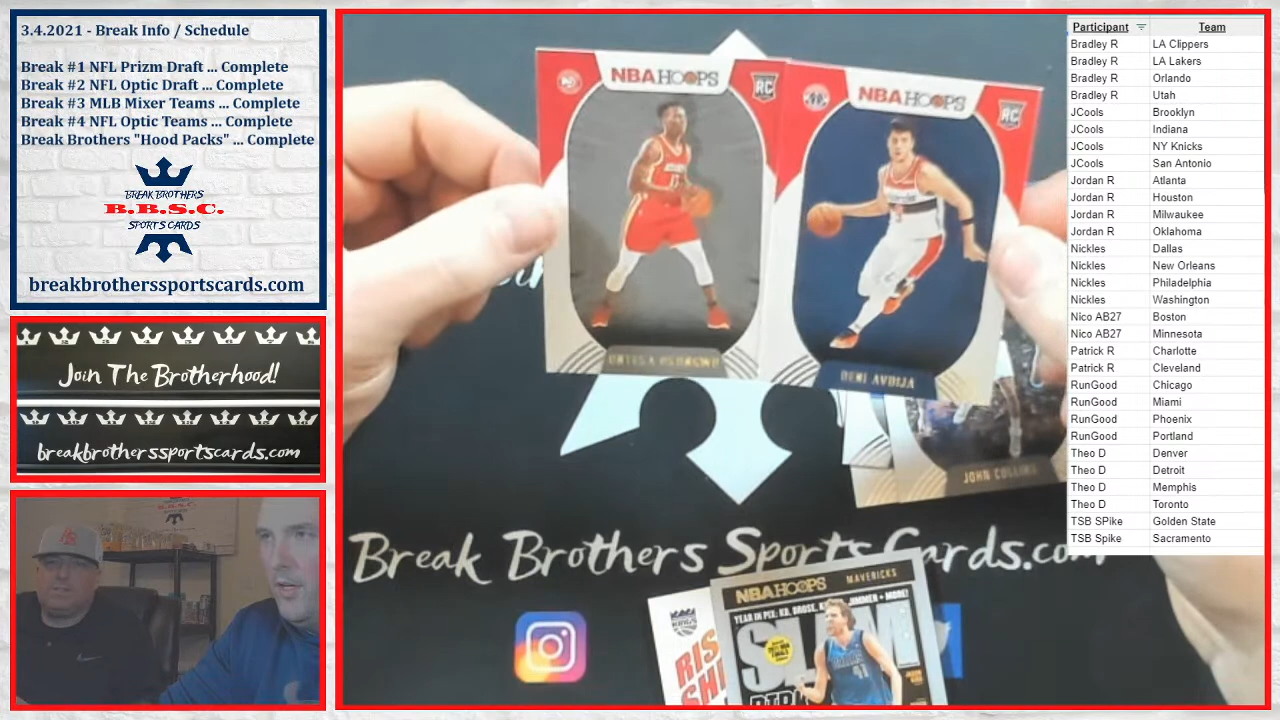 3.4.2021 - Break Info / Schedule
Break #1 NFL Prizm Draft ... Complete
Break #2 NFL Optic Draft ... Complete
Break #3 MLB Mixer Teams ... Complete
Break #4 NFL Optic Teams ... Complete
Break Brothers "Hood Packs" ... Complete
BREAK BROTHERS
B.B.S.C.
SPORTS CARDS
breakbrotherssportscards.com
Join The Brotherhood!
breakbrotherssportscards.com
NBA HOOPS
RC
NBA HOOPS
RC
DENI AVDIJA
JOHN COLLINS
Break Brothers Sports Cards.com
NBA HOOPS MAVERICKS
YEAR IN PIX: KD, ROSE,
SLAM
41
KINGS
Participant Team
Bradley R LA Clippers
Bradley R LA Lakers
Bradley R Orlando
Bradley R Utah
JCools Brooklyn
JCools Indiana
JCools NY Knicks
JCools San Antonio
Jordan R Atlanta
Jordan R Houston
Jordan R Milwaukee
Jordan R Oklahoma
Nickles Dallas
Nickles New Orleans
Nickles Philadelphia
Nickles Washington
Nico AB27 Boston
Nico AB27 Minnesota
Patrick R Charlotte
Patrick R Cleveland
RunGood Chicago
RunGood Miami
RunGood Phoenix
RunGood Portland
Theo D Denver
Theo D Detroit
Theo D Memphis
Theo D Toronto
TSB SPike Golden State
TSB Spike Sacramento